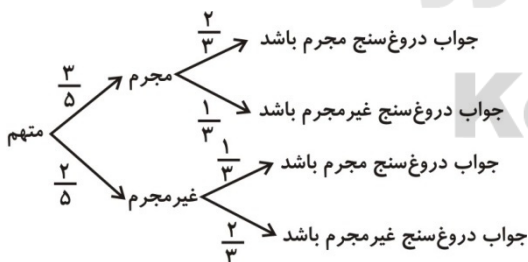 ۲/۳
جواب دروغ‌سنج مجرم باشد
۳/۵
مجرم
۱/۳
جواب دروغ‌سنج غیرمجرم باشد
متهم
۱/۳
جواب دروغ‌سنج مجرم باشد
۲/۵
غیرمجرم
۲/۳
جواب دروغ‌سنج غیرمجرم باشد